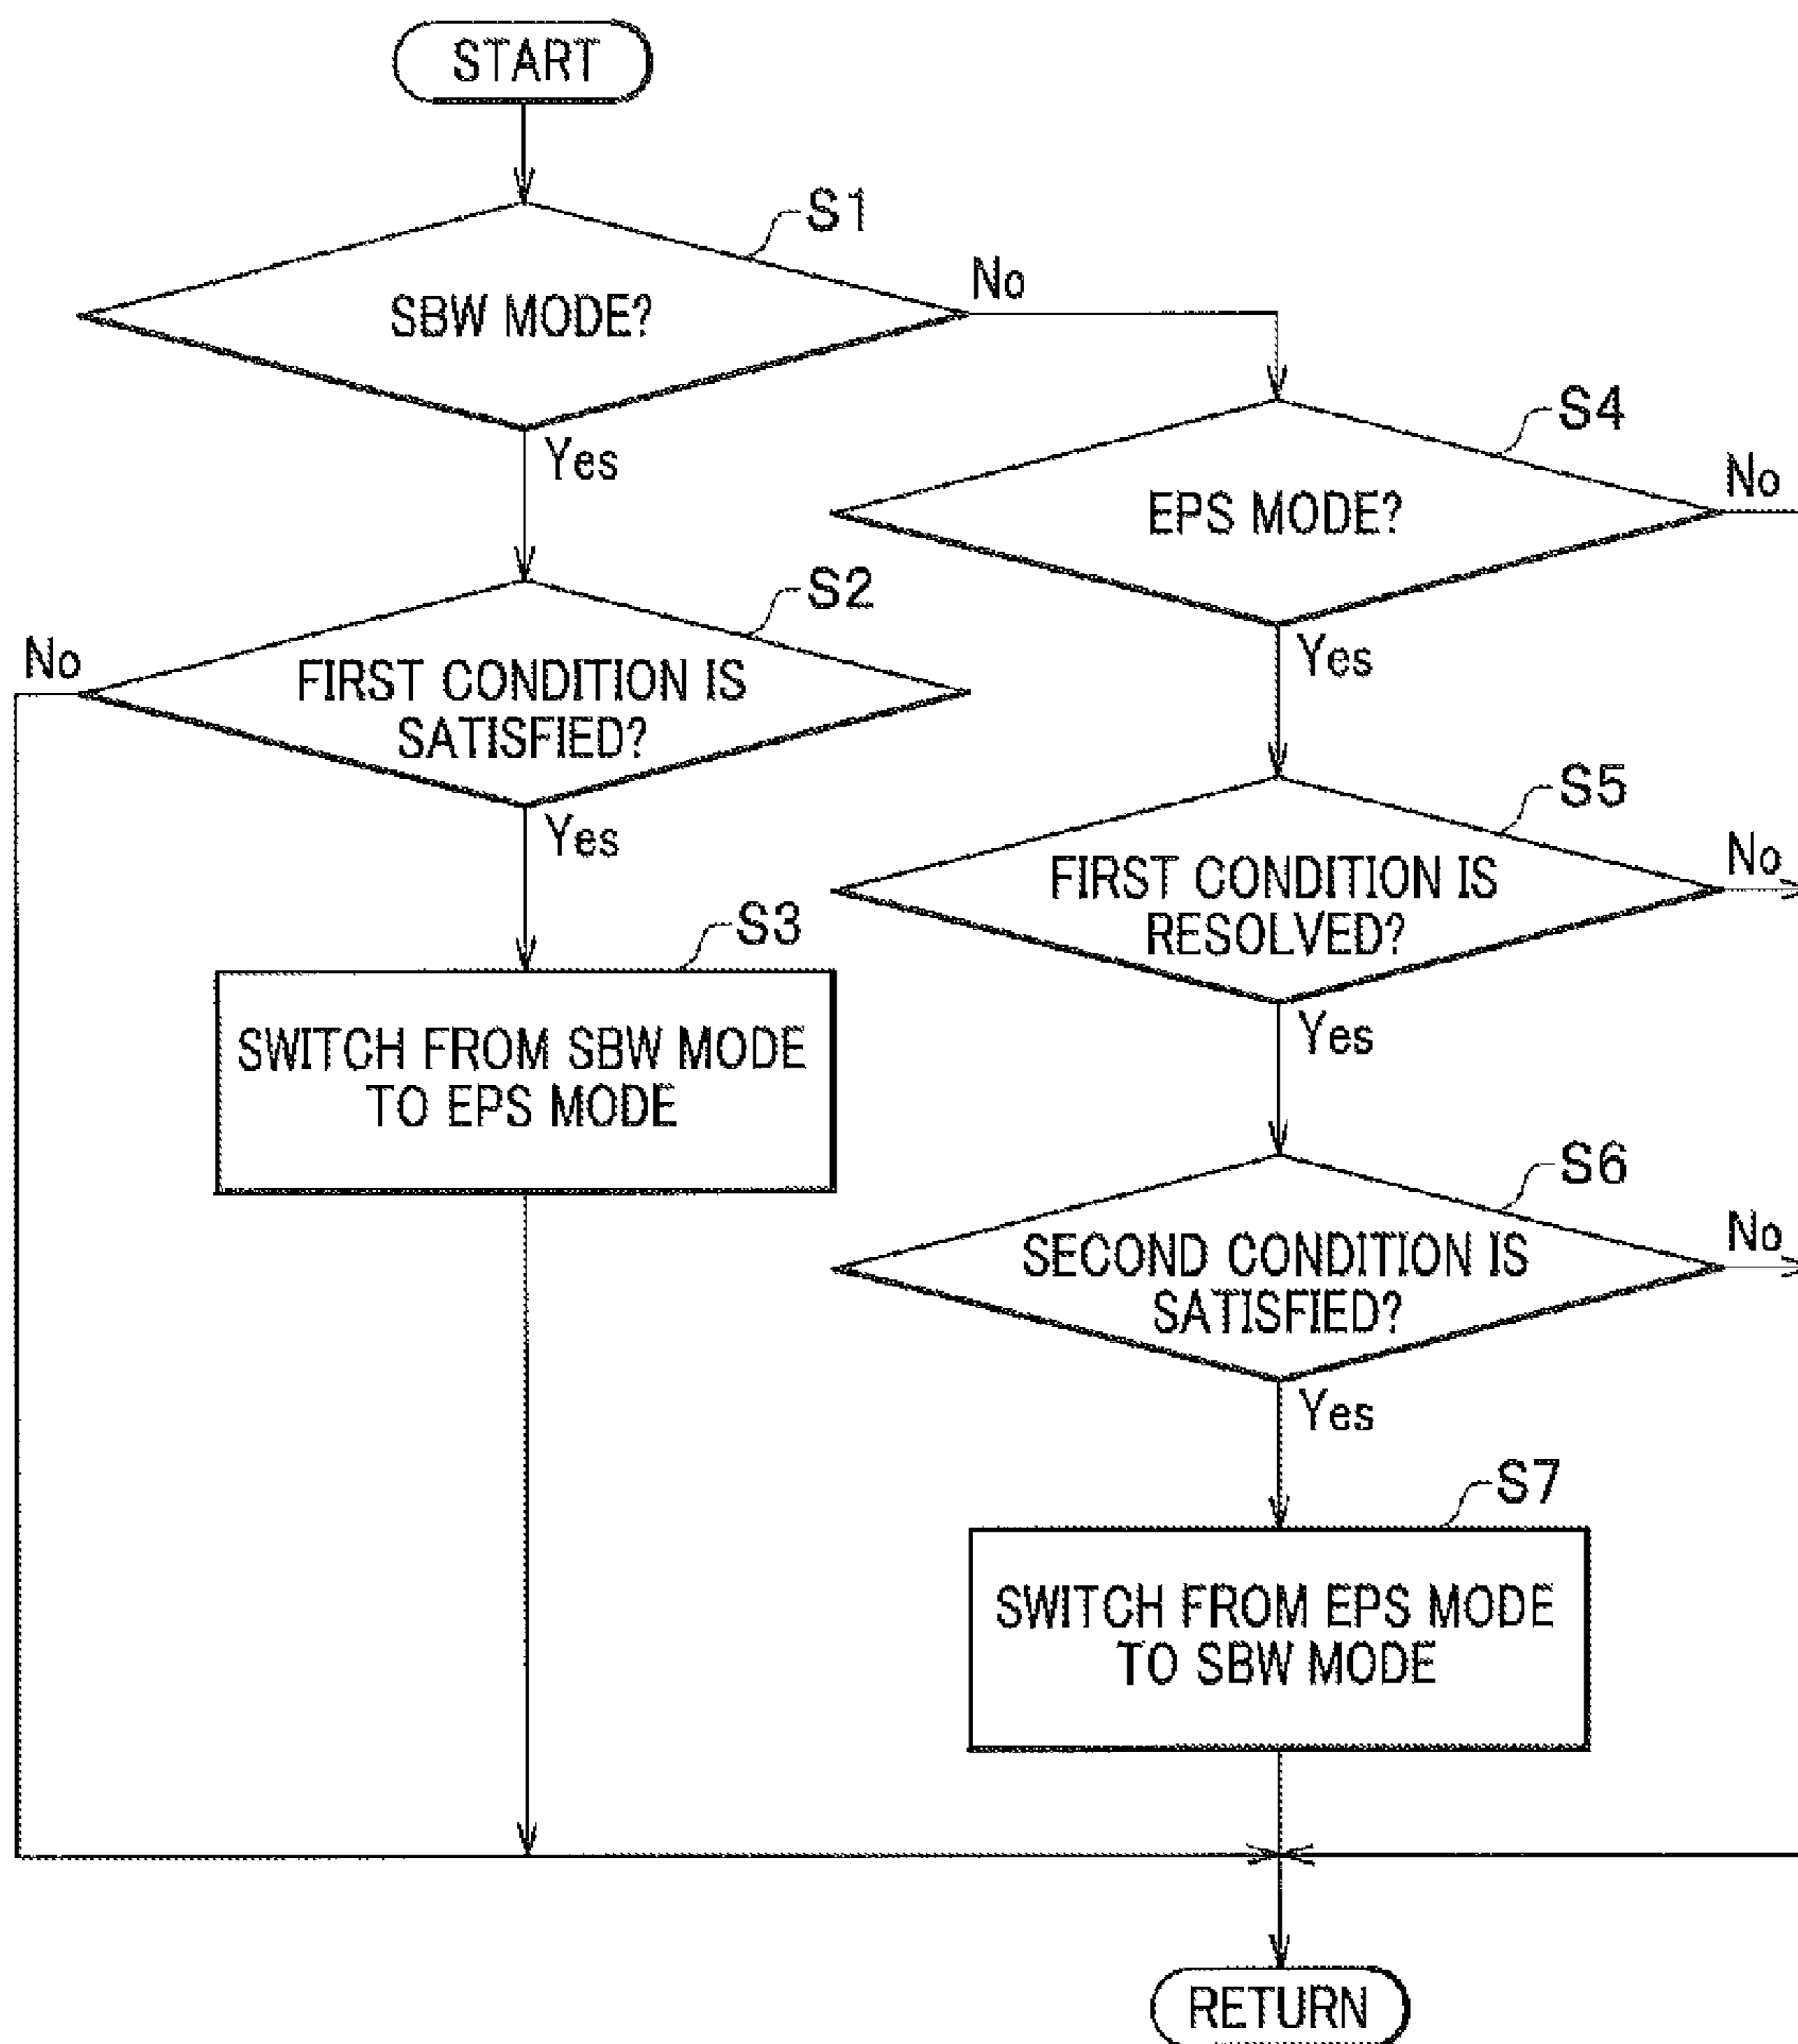 START
S1
SBW MODE?
No
Yes
S4
EPS MODE?
No
Yes
S2
No
FIRST CONDITION IS
SATISFIED?
Yes
S5
FIRST CONDITION IS
RESOLVED?
No
Yes
S3
SWITCH FROM SBW MODE
TO EPS MODE
S6
SECOND CONDITION IS
SATISFIED?
No
Yes
S7
SWITCH FROM EPS MODE
TO SBW MODE
RETURN